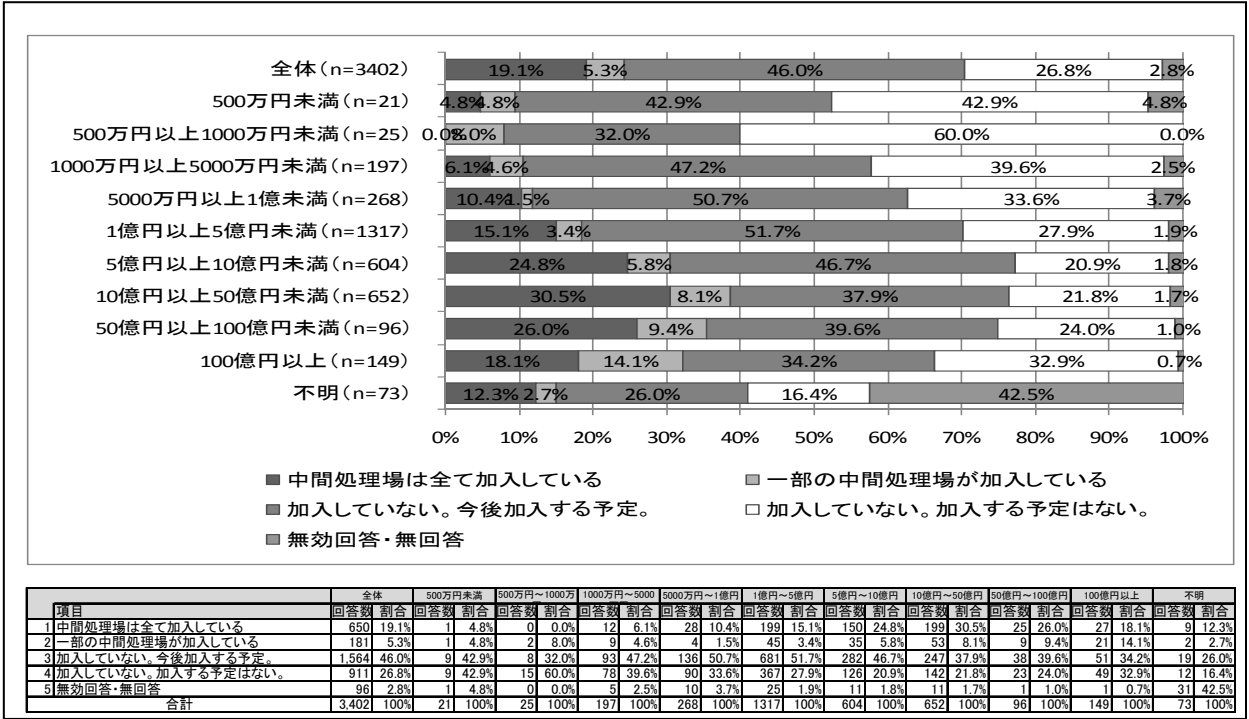 全体(n=3402) 19.1% 5.3% 46.0% 26.8% 2.8%
500万円未満(n=21) 4.8% 4.8% 42.9% 42.9% 4.8%
500万円以上1000万円未満(n=25) 0.0% 8.0% 32.0% 60.0% 0.0%
1000万円以上5000万円未満(n=197) 6.1% 4.6% 47.2% 39.6% 2.5%
5000万円以上1億未満(n=268) 10.4% 1.5% 50.7% 33.6% 3.7%
1億円以上5億円未満(n=1317) 15.1% 3.4% 51.7% 27.9% 1.9%
5億円以上10億円未満(n=604) 24.8% 5.8% 46.7% 20.9% 1.8%
10億円以上50億円未満(n=652) 30.5% 8.1% 37.9% 21.8% 1.7%
50億円以上100億円未満(n=96) 26.0% 9.4% 39.6% 24.0% 1.0%
100億円以上(n=149) 18.1% 14.1% 34.2% 32.9% 0.7%
不明(n=73) 12.3% 2.7% 26.0% 16.4% 42.5%
0% 10% 20% 30% 40% 50% 60% 70% 80% 90% 100%
中間処理場は全て加入している 一部の中間処理場が加入している
加入していない。今後加入する予定。 加入していない。加入する予定はない。
無効回答・無回答
全体 500万円未満 500万円~1000万 1000万円~5000 5000万円~1億円 1億円~5億円 5億円~10億円 10億円~50億円 50億円~100億円 100億円以上 不明
項目 回答数 割合 回答数 割合 回答数 割合 回答数 割合 回答数 割合 回答数 割合 回答数 割合 回答数 割合 回答数 割合 回答数 割合 回答数 割合
1 中間処理場は全て加入している 650 19.1% 1 4.8% 0 0.0% 12 6.1% 28 10.4% 199 15.1% 150 24.8% 199 30.5% 25 26.0% 27 18.1% 9 12.3%
2 一部の中間処理場が加入している 181 5.3% 1 4.8% 2 8.0% 9 4.6% 4 1.5% 45 3.4% 35 5.8% 53 8.1% 9 9.4% 21 14.1% 2 2.7%
3 加入していない。今後加入する予定。 1,564 46.0% 9 42.9% 8 32.0% 93 47.2% 136 50.7% 681 51.7% 282 46.7% 247 37.9% 38 39.6% 51 34.2% 19 26.0%
4 加入していない。加入する予定はない。 911 26.8% 9 42.9% 15 60.0% 78 39.6% 90 33.6% 367 27.9% 126 20.9% 142 21.8% 23 24.0% 49 32.9% 12 16.4%
5 無効回答・無回答 96 2.8% 1 4.8% 0 0.0% 5 2.5% 10 3.7% 25 1.9% 11 1.8% 11 1.7% 1 1.0% 1 0.7% 31 42.5%
合計 3,402 100% 21 100% 25 100% 197 100% 268 100% 1317 100% 604 100% 652 100% 96 100% 149 100% 73 100%